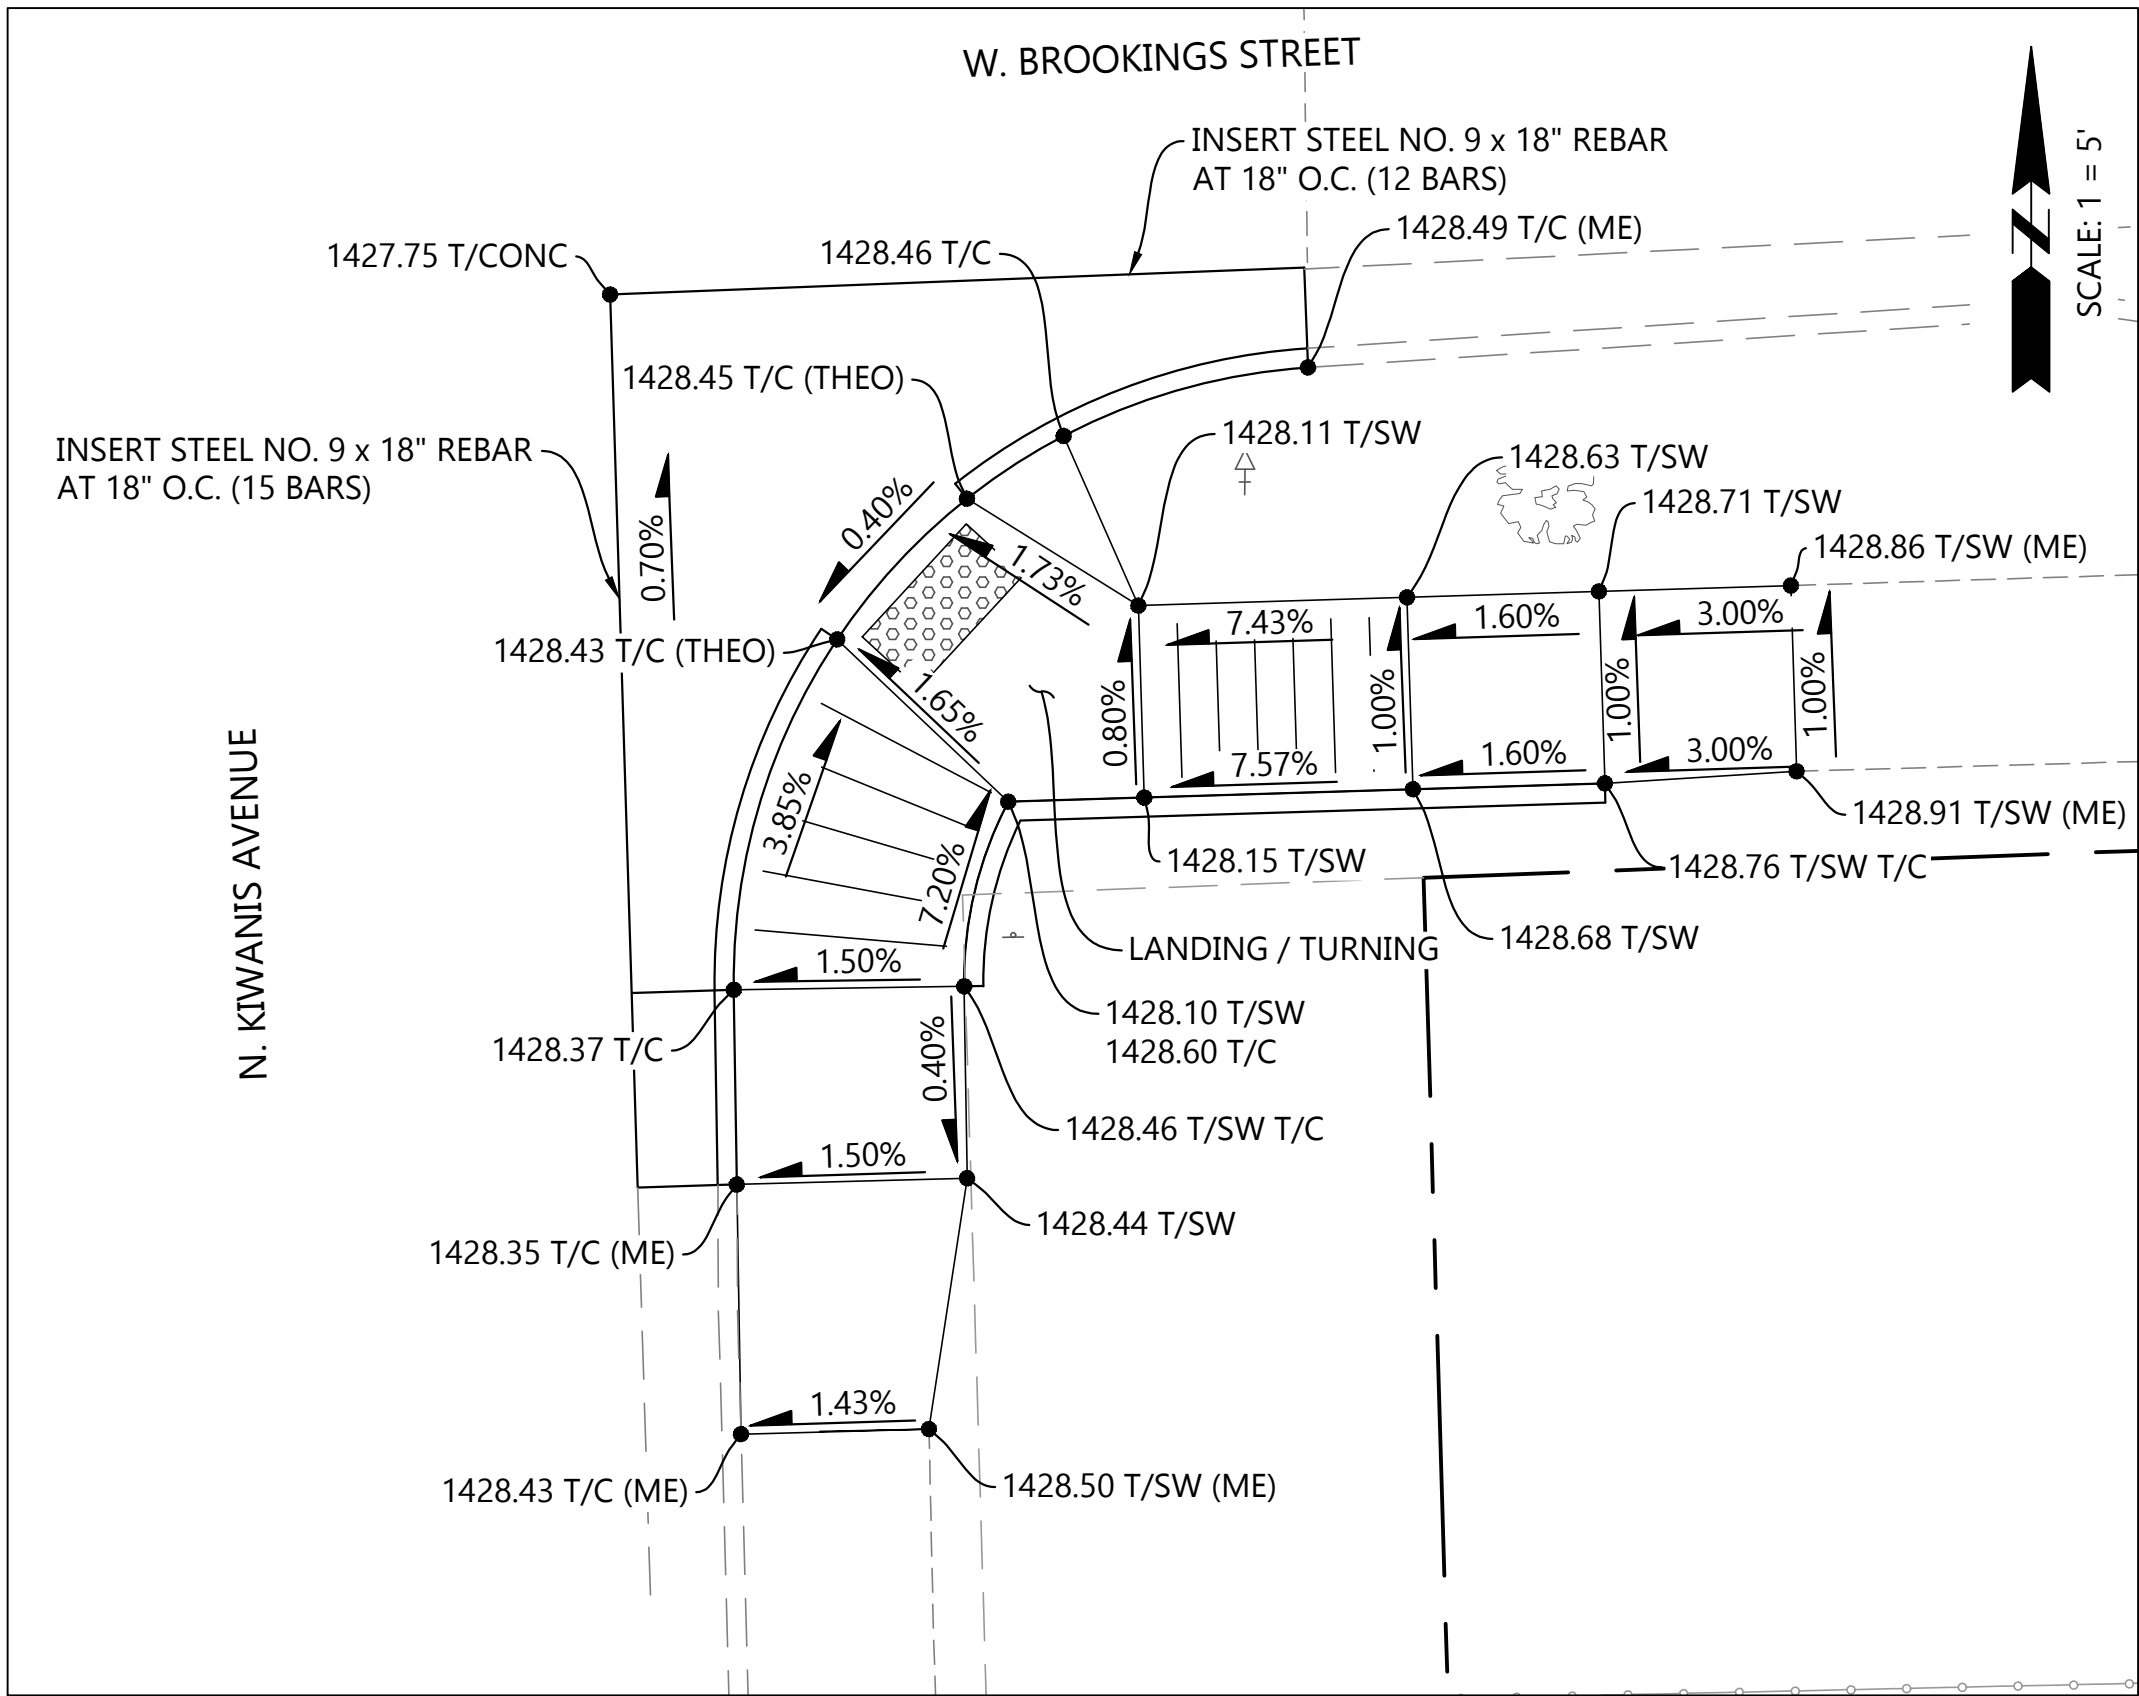 W. BROOKINGS STREET
INSERT STEEL NO. 9 x 18" REBAR
AT 18" O.C. (12 BARS)
SCALE: 1 = 5'
N
1427.75 T/CONC
1428.46 T/C
1428.49 T/C (ME)
1428.45 T/C (THEO)
INSERT STEEL NO. 9 x 18" REBAR
AT 18" O.C. (15 BARS)
0.70%
0.40%
1428.11 T/SW
1428.63 T/SW
1428.71 T/SW
1428.86 T/SW (ME)
1.73%
7.43%
1.60%
3.00%
1428.43 T/C (THEO)
1.65%
0.80%
1.00%
1.00%
1.00%
7.57%
1.60%
3.00%
3.85%
7.20%
1428.91 T/SW (ME)
1428.15 T/SW
1428.76 T/SW T/C
N. KIWANIS AVENUE
LANDING / TURNING
1428.68 T/SW
1.50%
1428.10 T/SW
1428.60 T/C
1428.37 T/C
0.40%
1428.46 T/SW T/C
1.50%
1428.44 T/SW
1428.35 T/C (ME)
1.43%
1428.43 T/C (ME)
1428.50 T/SW (ME)